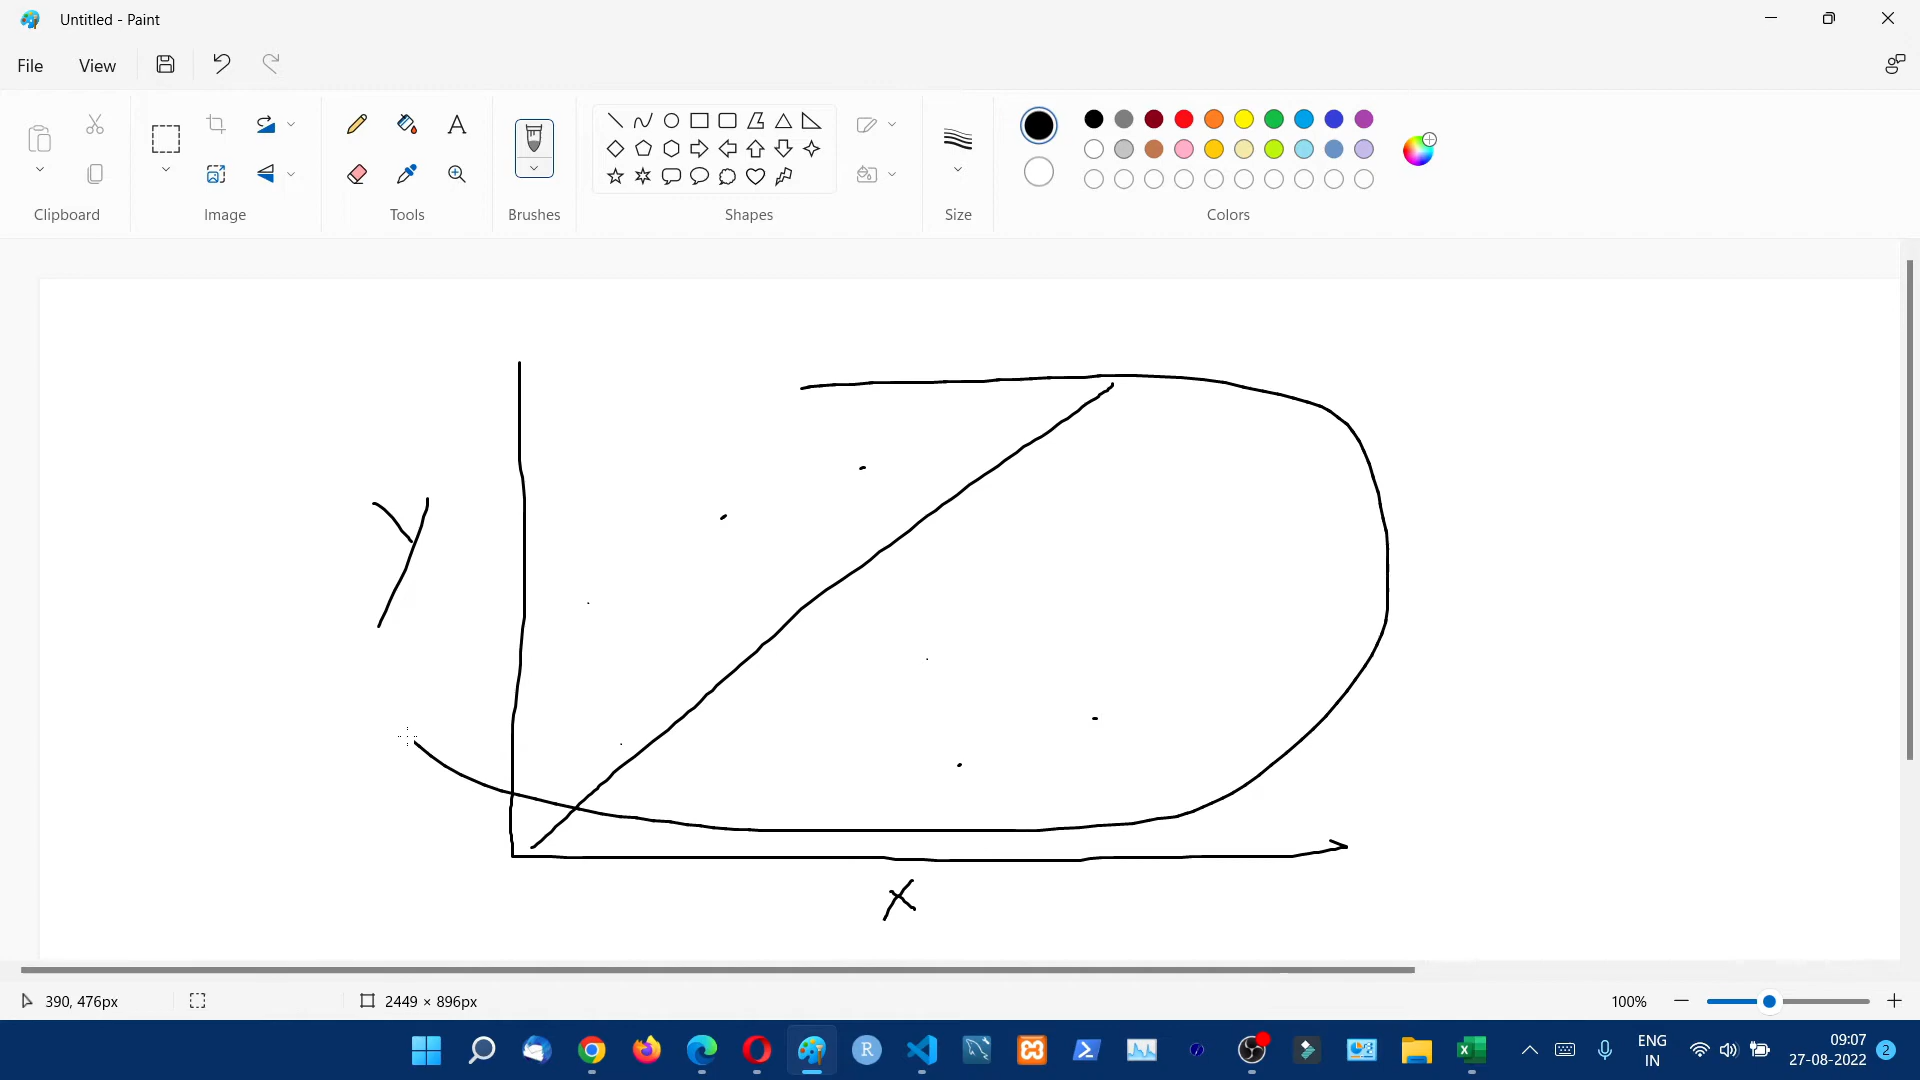 Untitled - Paint
File View
Clipboard Image Tools Brushes Shapes Size Colors
y
x
390, 476px 2449 × 896px 100%
R ENG 09:07
IN 27-08-2022 2